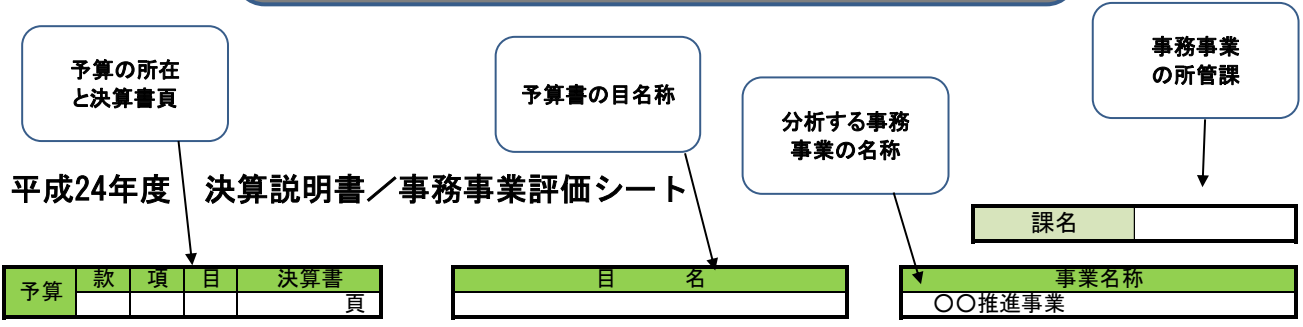 予算の所在
と決算書頁
予算書の目名称
分析する事務
事業の名称
事務事業
の所管課
平成24年度　決算説明書／事務事業評価シート
課名
予算 款 項 目 決算書
頁
目　　　名
事業名称
〇〇推進事業